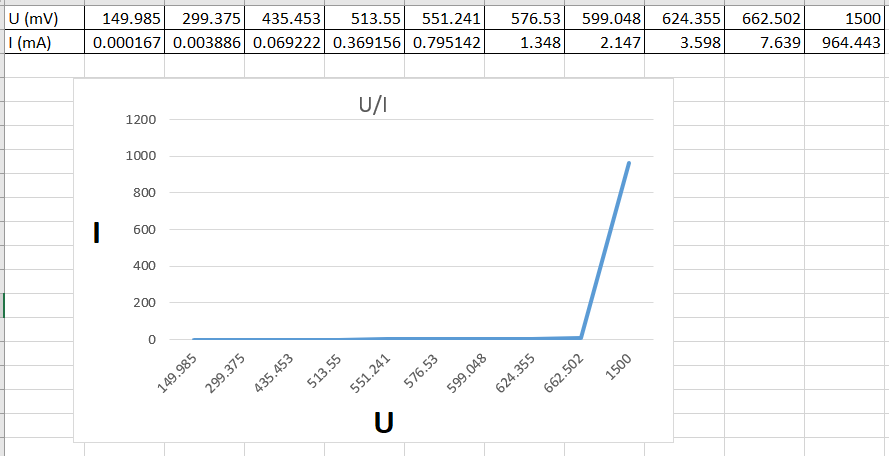 U (mV) 149.985 299.375 435.453 513.55 551.241 576.53 599.048 624.355 662.502 1500
I (mA) 0.000167 0.003886 0.069222 0.369156 0.795142 1.348 2.147 3.598 7.639 964.443
U/I
1200
1000
800
600
400
200
0
I
149.985 299.375 435.453 513.55 551.241 576.53 599.048 624.355 662.502 1500
U